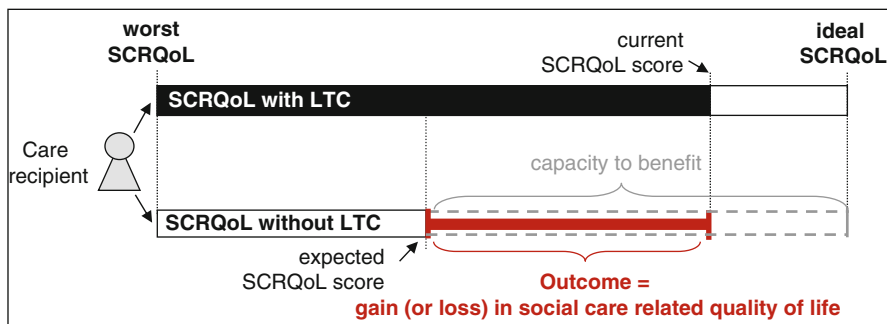 worst
SCRQoL
current
SCRQoL score
ideal
SCRQoL
SCRQoL with LTC
Care
recipient
capacity to benefit
SCRQoL without LTC
expected
SCRQoL score
Outcome =
gain (or loss) in social care related quality of life